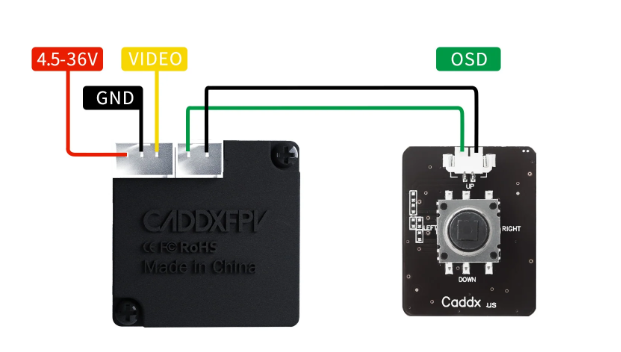 4.5-36V
VIDEO
OSD
GND
CADDXFPV
CE FC RoHS
Made in China
UP
LEFT
RIGHT
DOWN
Caddx .us